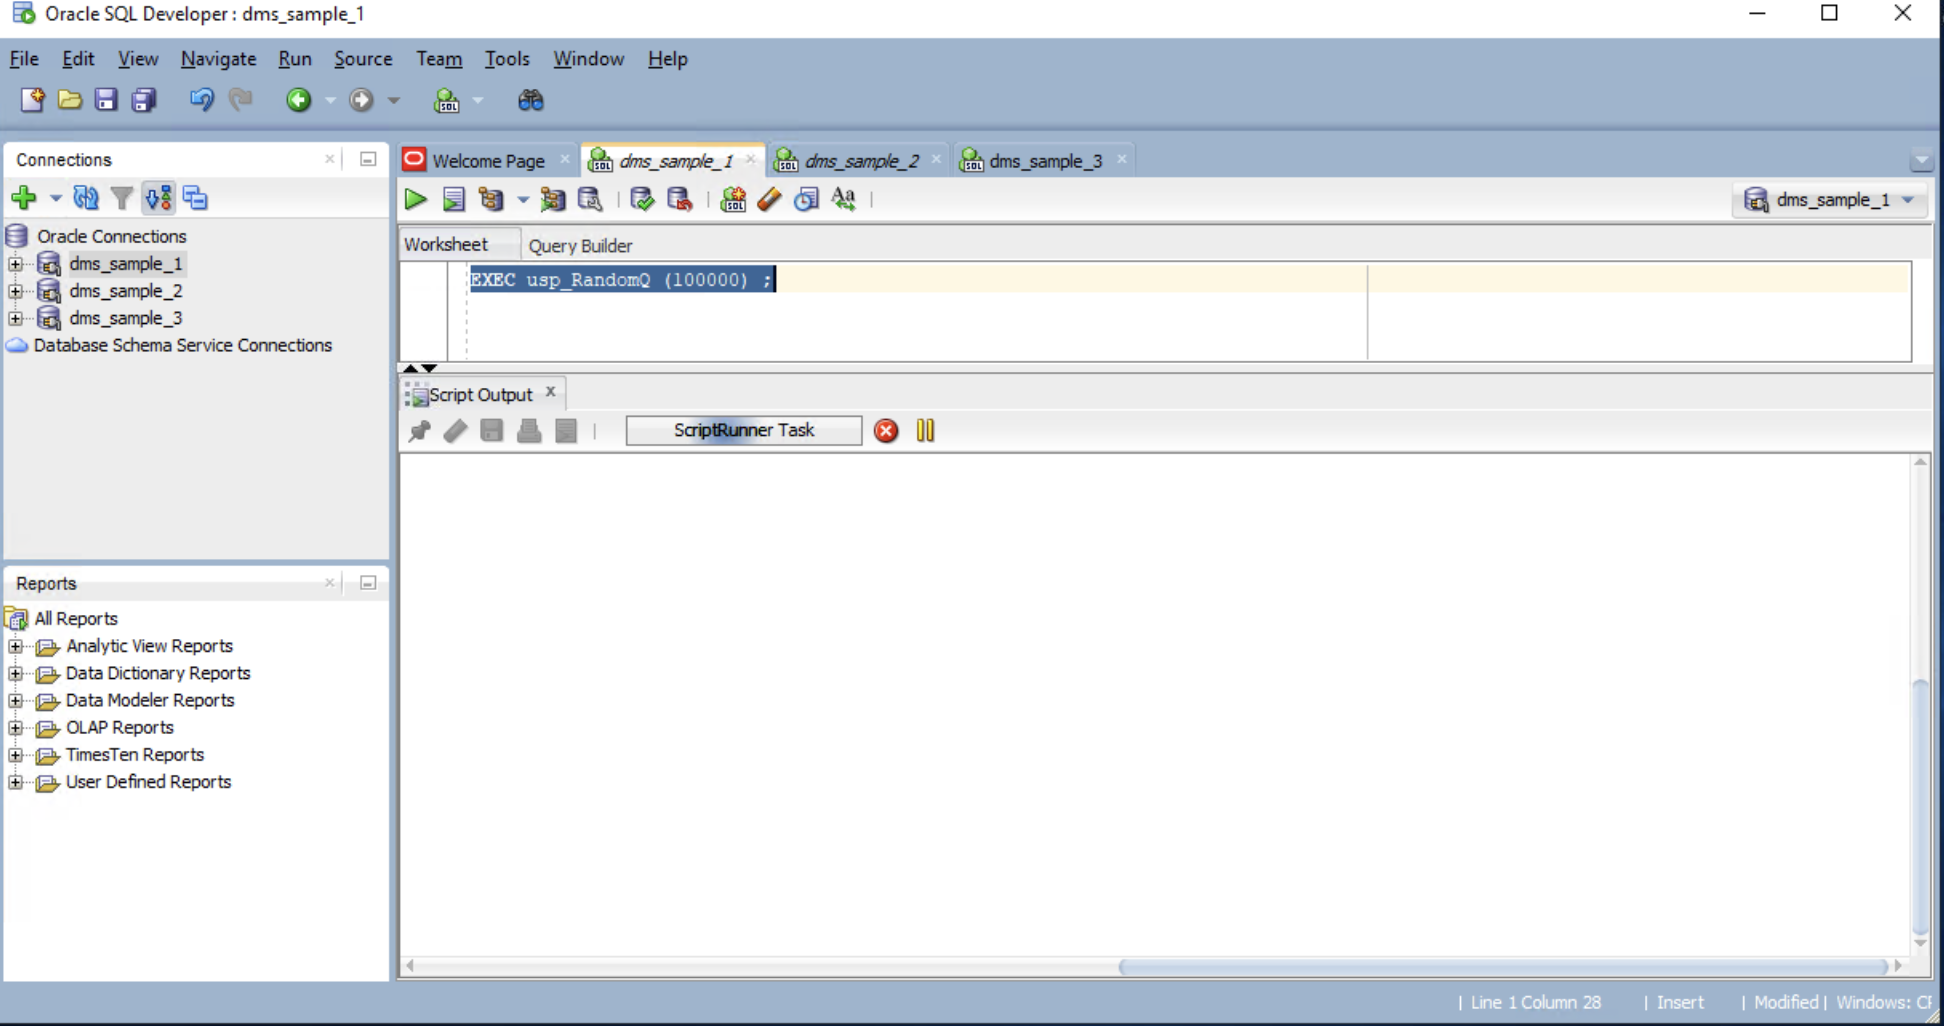 Oracle SQL Developer : dms_sample_1
File Edit View Navigate Run Source Team Tools Window Help
Connections
Oracle Connections
dms_sample_1
dms_sample_2
dms_sample_3
Database Schema Service Connections
Reports
All Reports
Analytic View Reports
Data Dictionary Reports
Data Modeler Reports
OLAP Reports
TimesTen Reports
User Defined Reports
Welcome Page dms_sample_1 dms_sample_2 dms_sample_3
dms_sample_1
Worksheet Query Builder
EXEC usp_RandomQ (100000) ;
Script Output
ScriptRunner Task
| Line 1 Column 28 | Insert | Modified | Windows: